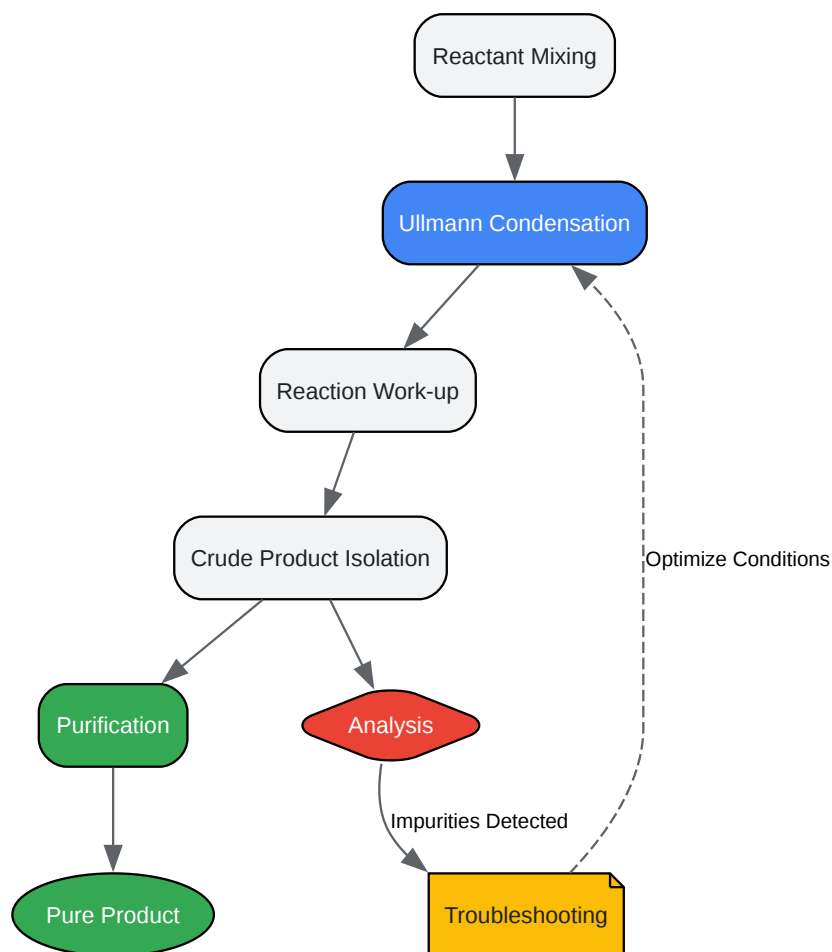 Reactant Mixing
Ullmann Condensation
Reaction Work-up
Crude Product Isolation
Optimize Conditions
Purification
Analysis
Impurities Detected
Pure Product
Troubleshooting